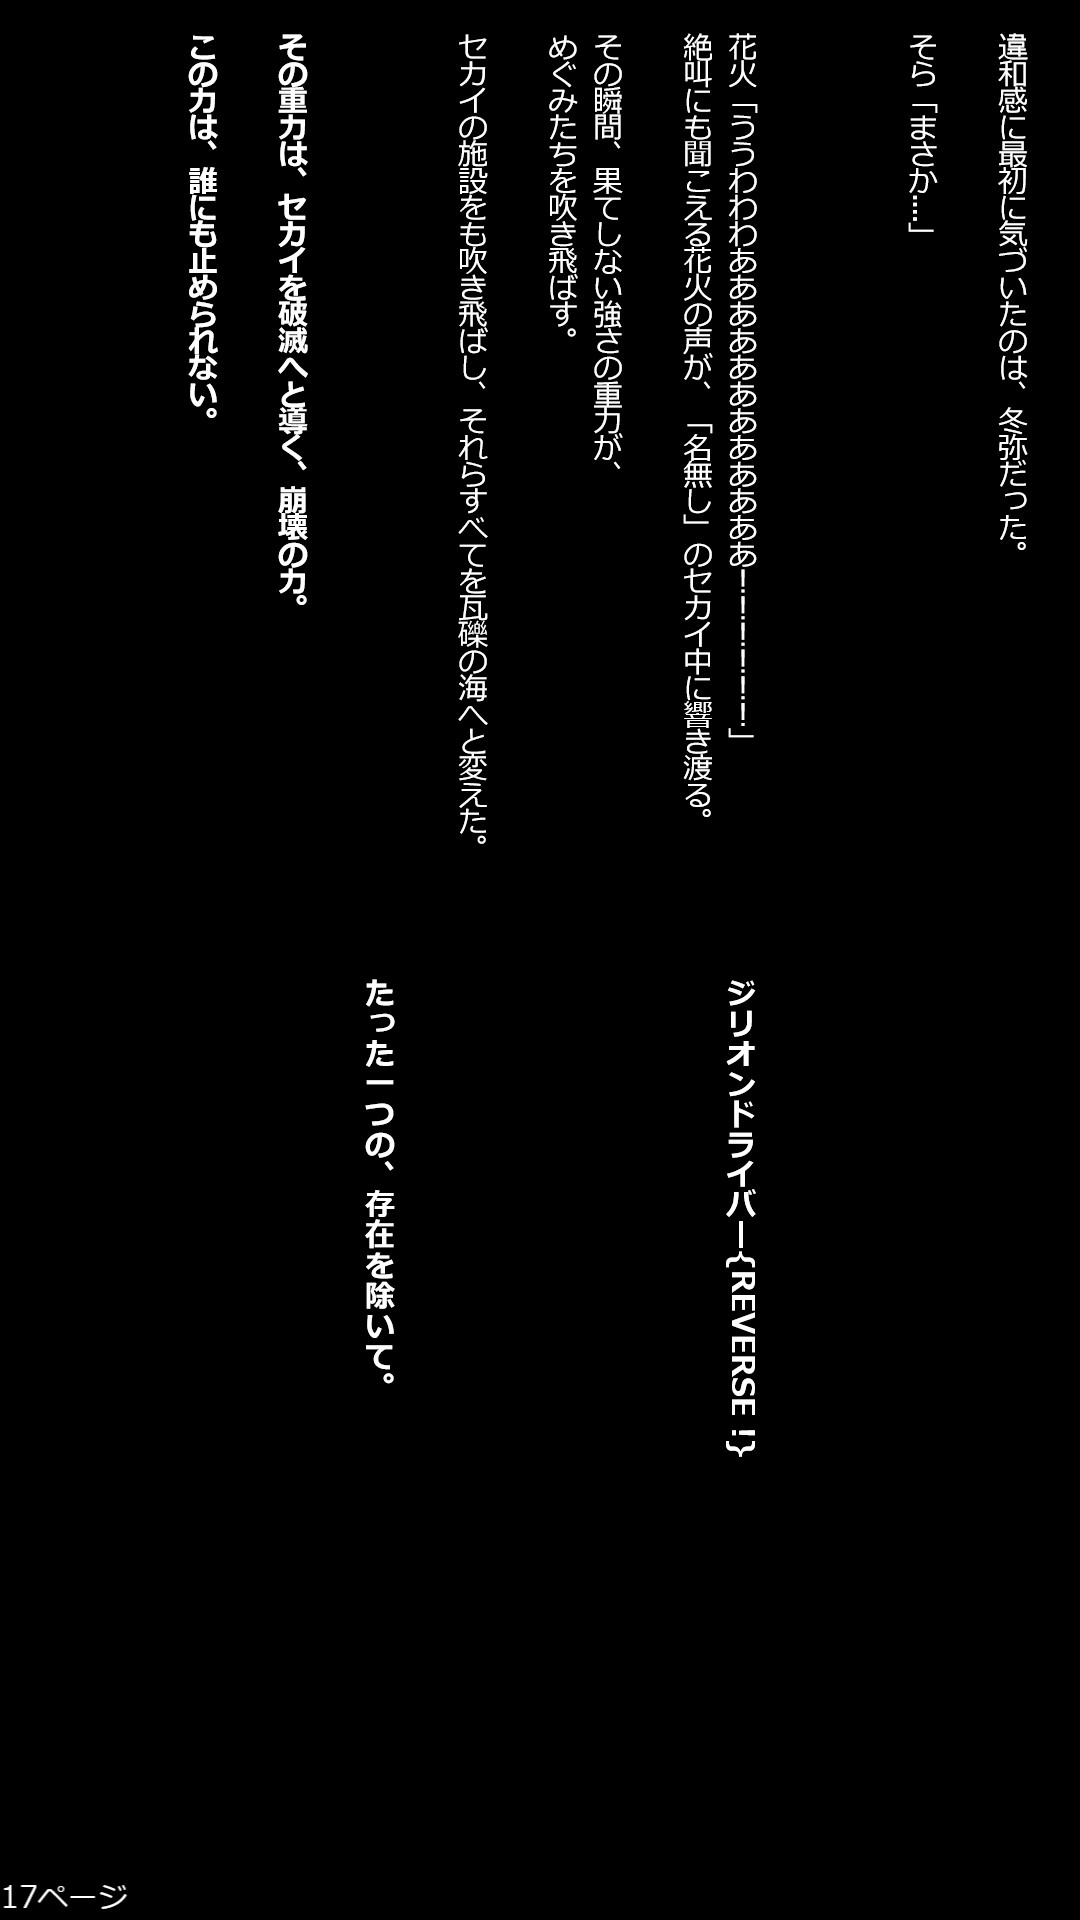 違和感に最初に気づいたのは、冬弥だった。
そら「まさか…」
花火「ううわわわああああああああああああ！！！！！！」
絶叫にも聞こえる花火の声が、「名無し」のセカイ中に響き渡る。
その瞬間、果てしない強さの重力が、
めぐみたちを吹き飛ばす。
セカイの施設をも吹き飛ばし、それらすべてを瓦礫の海へと変えた。
その重力は、セカイを破滅へと導く、崩壊の力。
この力は、誰にも止められない。
ジリオンドライバー{REVERSE !}
たった一つの、存在を除いて。
17ページ